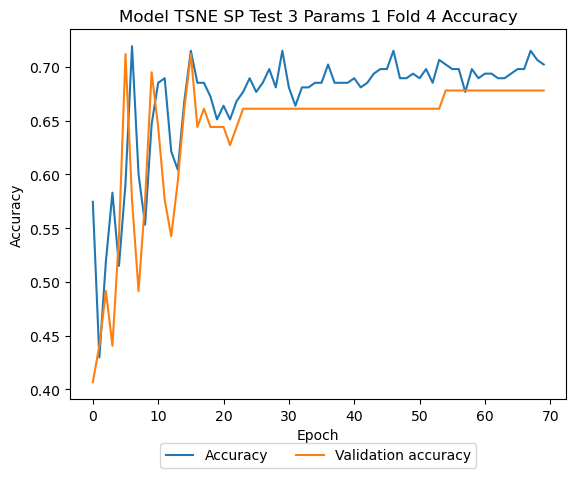 Model TSNE SP Test 3 Params 1 Fold 4 Accuracy
Accuracy
0.70
0.65
0.60
0.55
0.50
0.45
0.40
0 10 20 30 40 50 60 70
Epoch
Accuracy Validation accuracy